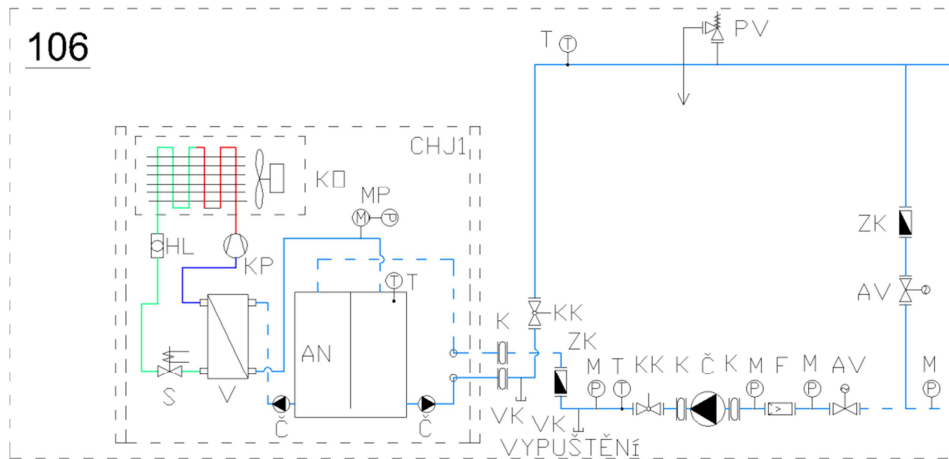 106
T T PV
CHJ1
KO
MP
M P
HL
KP
T T
ZK
AV
AN
K
KK
ZK
M T KK K Č K M F M AV M
P T P P P
S V Č Č VK VK
VYPUŠTĚNí